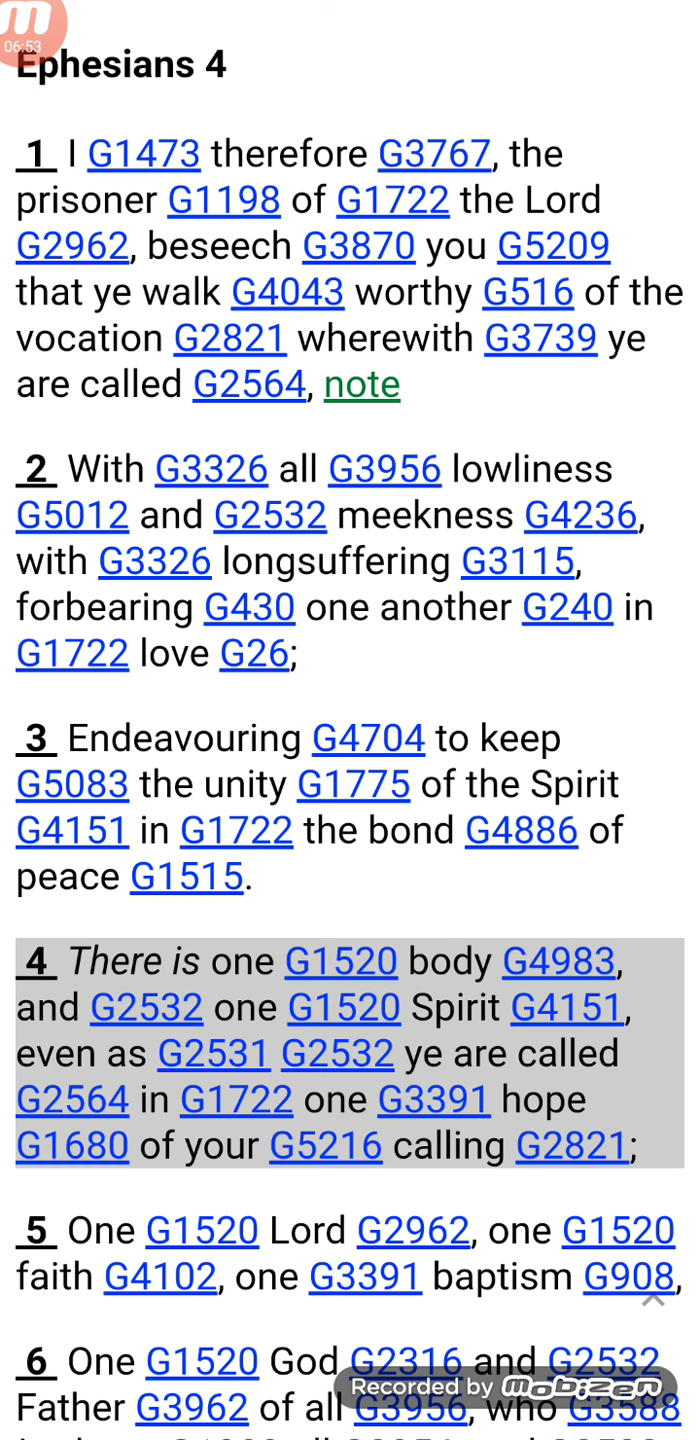 06:53
Ephesians 4
1 I G1473 therefore G3767, the
prisoner G1198 of G1722 the Lord
G2962, beseech G3870 you G5209
that ye walk G4043 worthy G516 of the
vocation G2821 wherewith G3739 ye
are called G2564, note
2 With G3326 all G3956 lowliness
G5012 and G2532 meekness G4236,
with G3326 longsuffering G3115,
forbearing G430 one another G240 in
G1722 love G26;
3 Endeavouring G4704 to keep
G5083 the unity G1775 of the Spirit
G4151 in G1722 the bond G4886 of
peace G1515.
4 There is one G1520 body G4983,
and G2532 one G1520 Spirit G4151,
even as G2531 G2532 ye are called
G2564 in G1722 one G3391 hope
G1680 of your G5216 calling G2821;
5 One G1520 Lord G2962, one G1520
faith G4102, one G3391 baptism G908,
6 One G1520 God G2316 and G2532
Recorded by mobizen
Father G3962 of all G3956, who G3588